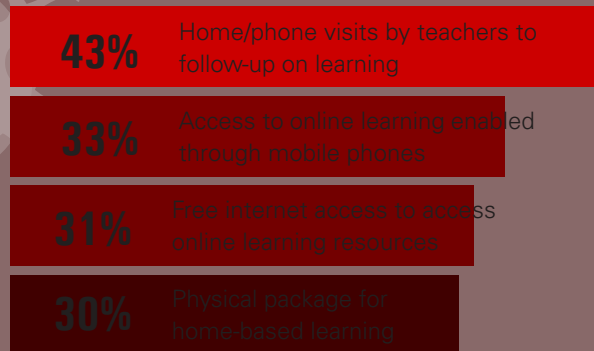 43%
Home/phone visits by teachers to
follow-up on learning
33%
Access to online learning enabled
through mobile phones
31%
Free internet access to access
online learning resources
30%
Physical package for
home-based learning